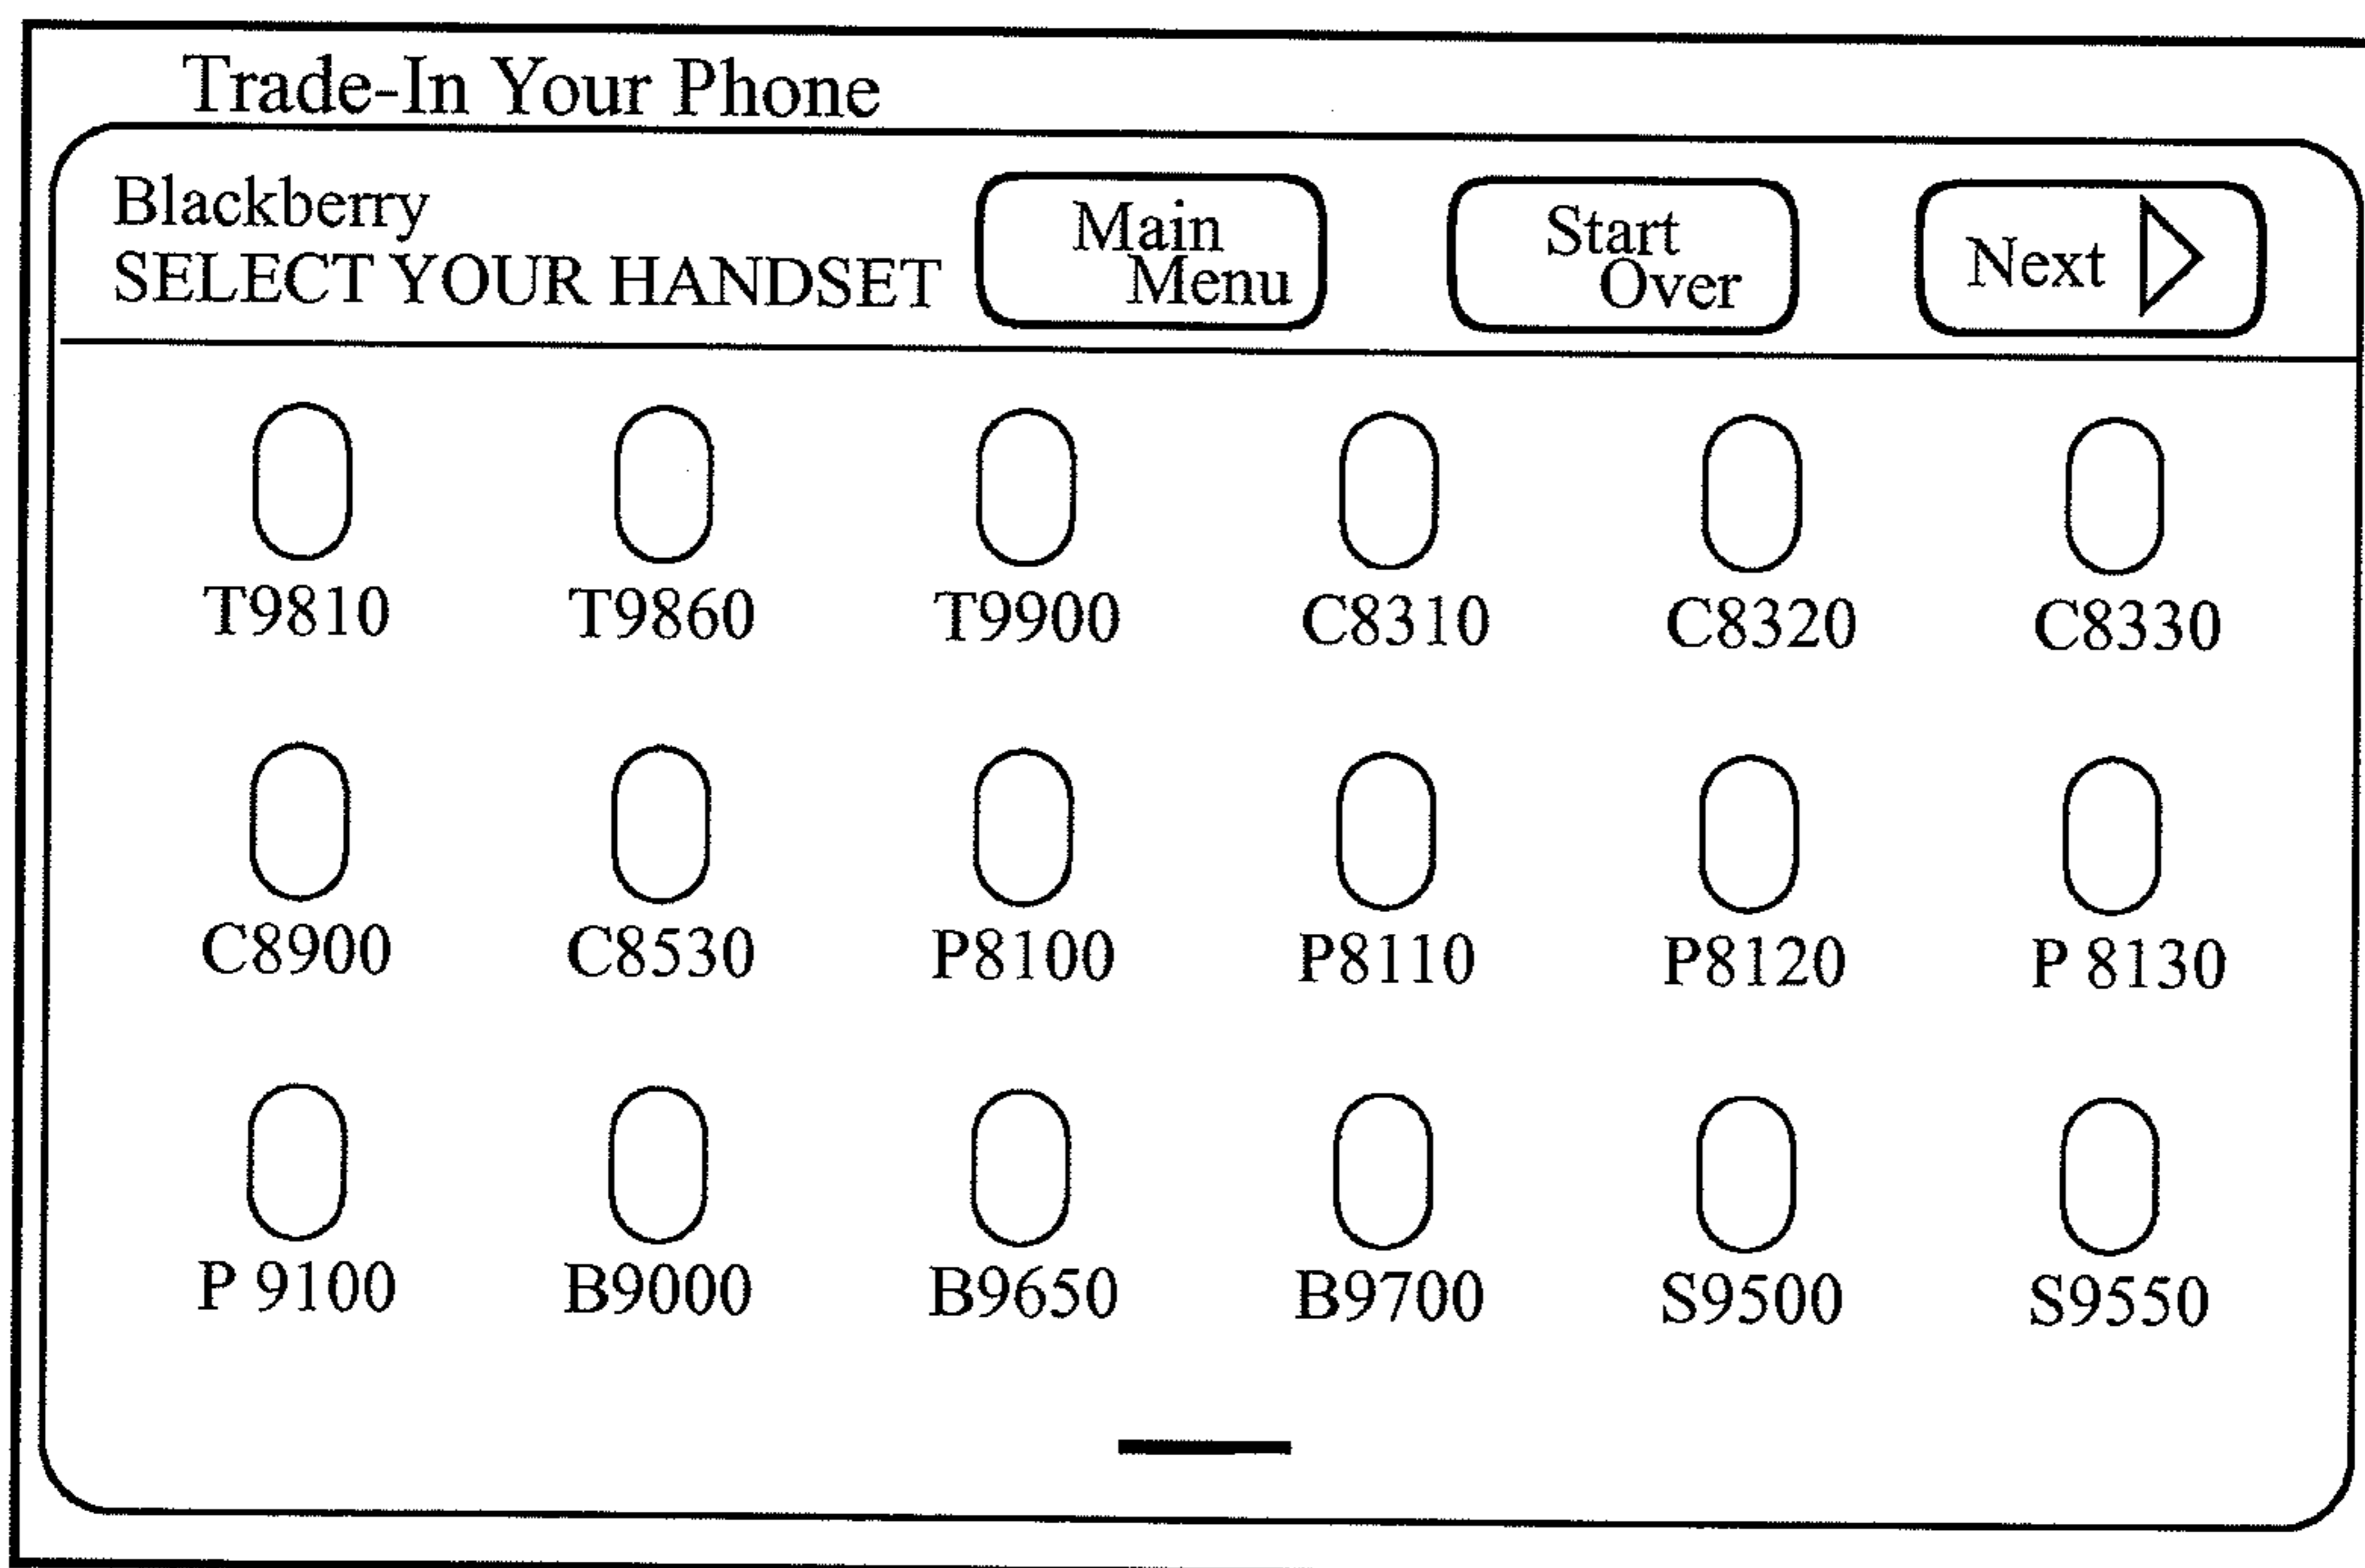 Trade-In Your Phone
Blackberry
SELECT YOUR HANDSET
Main
Menu
Start
Over
Next
T9810 T9860 T9900 C8310 C8320 C8330
C8900 C8530 P8100 P8110 P8120 P 8130
P 9100 B9000 B9650 B9700 S9500 S9550